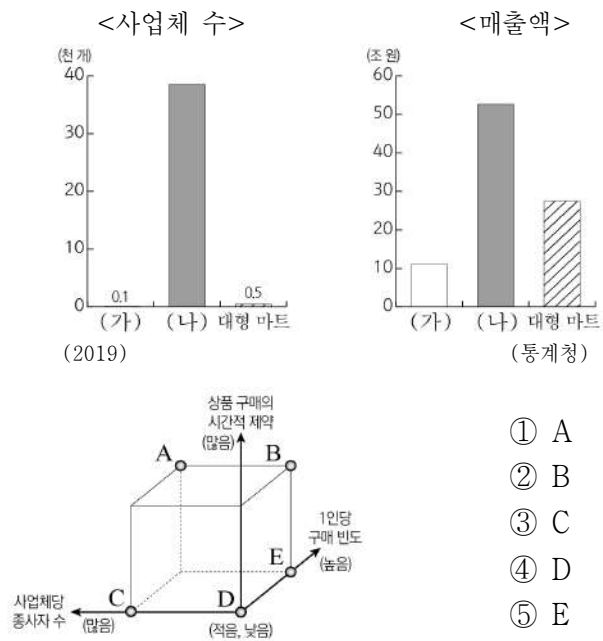 <사업체 수>
(천 개)
40
30
20
10
0
0.1
0.5
(가)
(나)
대형 마트
(2019)
<매출액>
(조 원)
60
50
40
30
20
10
0
(가)
(나)
대형 마트
(통계청)
상품 구매의
시간적 제약
(많음)
A
B
1인당
구매 빈도
(높음)
E
사업체당
종사자 수
(많음)
C
D
(적음, 낮음)
① A
② B
③ C
④ D
⑤ E